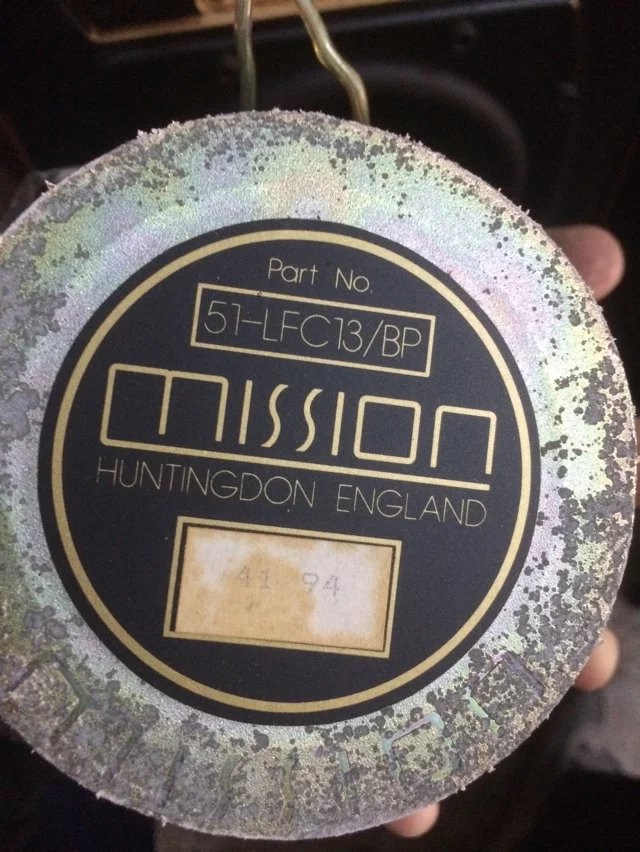 Part No.
51-LFC13/BP
mission
HUNTINGDON ENGLAND
41 94